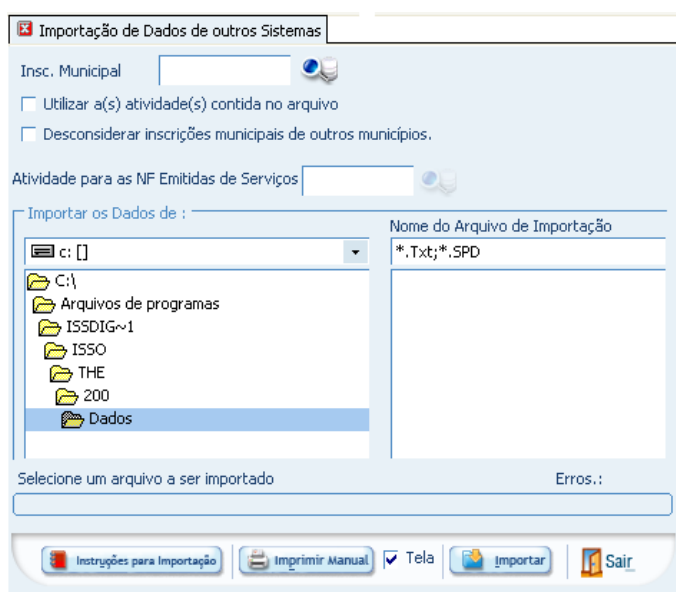 Importação de Dados de outros Sistemas
Insc. Municipal
Utilizar a(s) atividade(s) contida no arquivo
Desconsiderar inscrições municipais de outros municípios.
Atividade para as NF Emitidas de Serviços
Importar os Dados de :
Nome do Arquivo de Importação
c: []
*.Txt;*.SPD
C:\
Arquivos de programas
ISSDIG~1
ISSO
THE
200
Dados
Selecione um arquivo a ser importado Erros.:
Instruções para Importação Imprimir Manual Tela Importar Sair